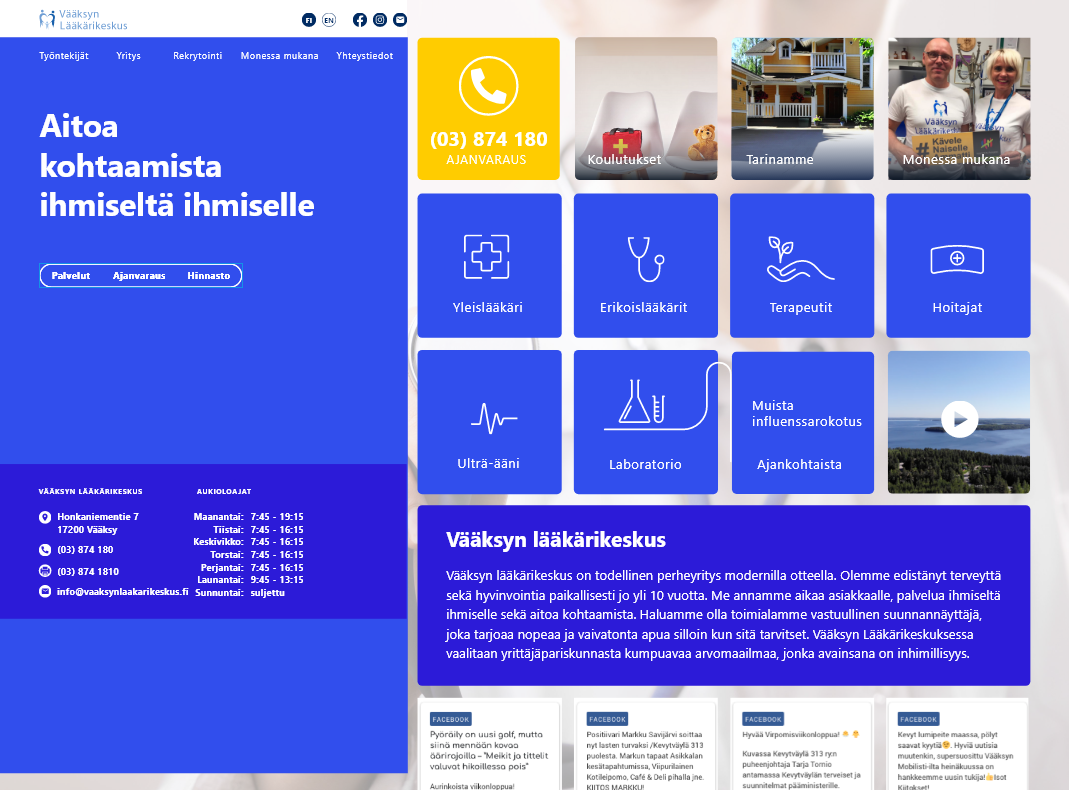 Vääksyn
Lääkärikeskus
FI
EN
Työntekijät
Yritys
Rekrytointi
Monessa mukana
Yhteystiedot
Aitoa
kohtaamista
ihmiseltä ihmiselle
Palvelut
Ajanvaraus
Hinnasto
VÄÄKSYN LÄÄKÄRIKESKUS
Honkaniementie 7
17200 Vääksy
(03) 874 180
(03) 874 1810
info@vaaksynlaakarikeskus.fi
AUKIOLOAJAT
Maanantai: 7:45 - 19:15
Tiistai: 7:45 - 16:15
Keskivikko: 7:45 - 16:15
Torstai: 7:45 - 16:15
Perjantai: 7:45 - 16:15
Launantai: 9:45 - 13:15
Sunnuntai: suljettu
(03) 874 180
AJANVARAUS
Koulutukset
Tarinamme
Vääksyn
Lääkärikeskus
#Kävele
Naiselle
Monessa mukana
Yleislääkäri
Erikoislääkärit
Terapeutit
Hoitajat
Ulträ-ääni
Laboratorio
Muista
influenssarokotus
Ajankohtaista
Vääksyn lääkärikeskus
Vääksyn lääkärikeskus on todellinen perheyritys modernilla otteella. Olemme edistänyt terveyttä
sekä hyvinvointia paikallisesti jo yli 10 vuotta. Me annamme aikaa asiakkaalle, palvelua ihmiseltä
ihmiselle sekä aitoa kohtaamista. Haluamme olla toimialamme vastuullinen suunnannäyttäjä,
joka tarjoaa nopeaa ja vaivatonta apua silloin kun sitä tarvitset. Vääksyn Lääkärikeskuksessa
vaalitaan yrittäjäpariskunnasta kumpuavaa arvomaailmaa, jonka avainsana on inhimillisyys.
FACEBOOK
Pyöräily on uusi golf, mutta
siinä mennään kovaa
äärirajoilla – "Meikit ja tittelit
valuvat hikoillessa pois"
Aurinkoista viikonloppua!
FACEBOOK
Positiivari Markku Savijärvi soittaa
nyt lasten turvaksi /Kevytväylä 313
puolesta. Markun tapaat Asikkalan
kesätapahtumissa, Viipurilainen
Kotileipomo, Café & Deli pihalla jne.
KIITOS MARKKU!
FACEBOOK
Hyvää Virpomisviikonloppua!
Kuvassa Kevytväylä 313 ry:n
puheenjohtaja Tarja Tornio
antamassa Kevytväylän terveiset ja
suunnitelmat pääministerille.
FACEBOOK
Kevyt lumipeite maassa, pölyt
saavat kyytiä. Hyviä uutisia
muutenkin, supersuosittu Vääksyn
Mobilisti-ilta heinäkuussa on
hankkeemme uusin tukija! Isot
Kiitokset!